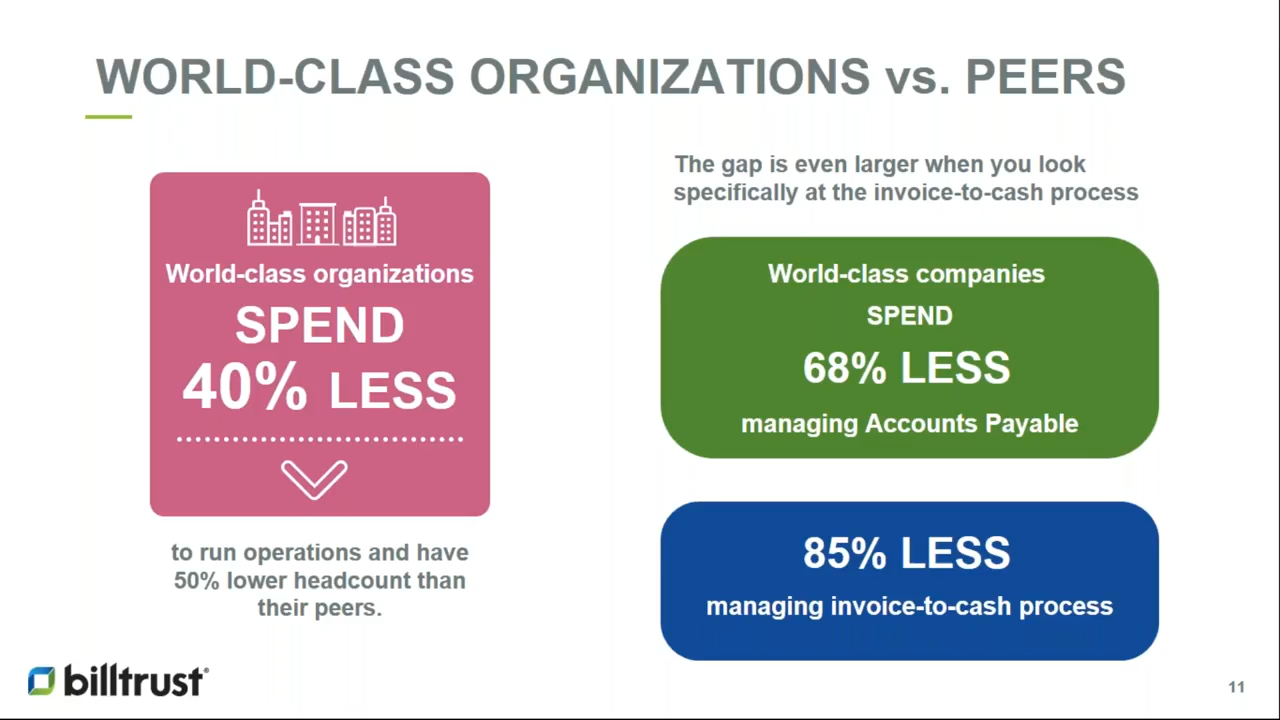 WORLD-CLASS ORGANIZATIONS vs. PEERS
World-class organizations
SPEND
40% LESS
to run operations and have
50% lower headcount than
their peers.
The gap is even larger when you look
specifically at the invoice-to-cash process
World-class companies
SPEND
68% LESS
managing Accounts Payable
85% LESS
managing invoice-to-cash process
billtrust®
11